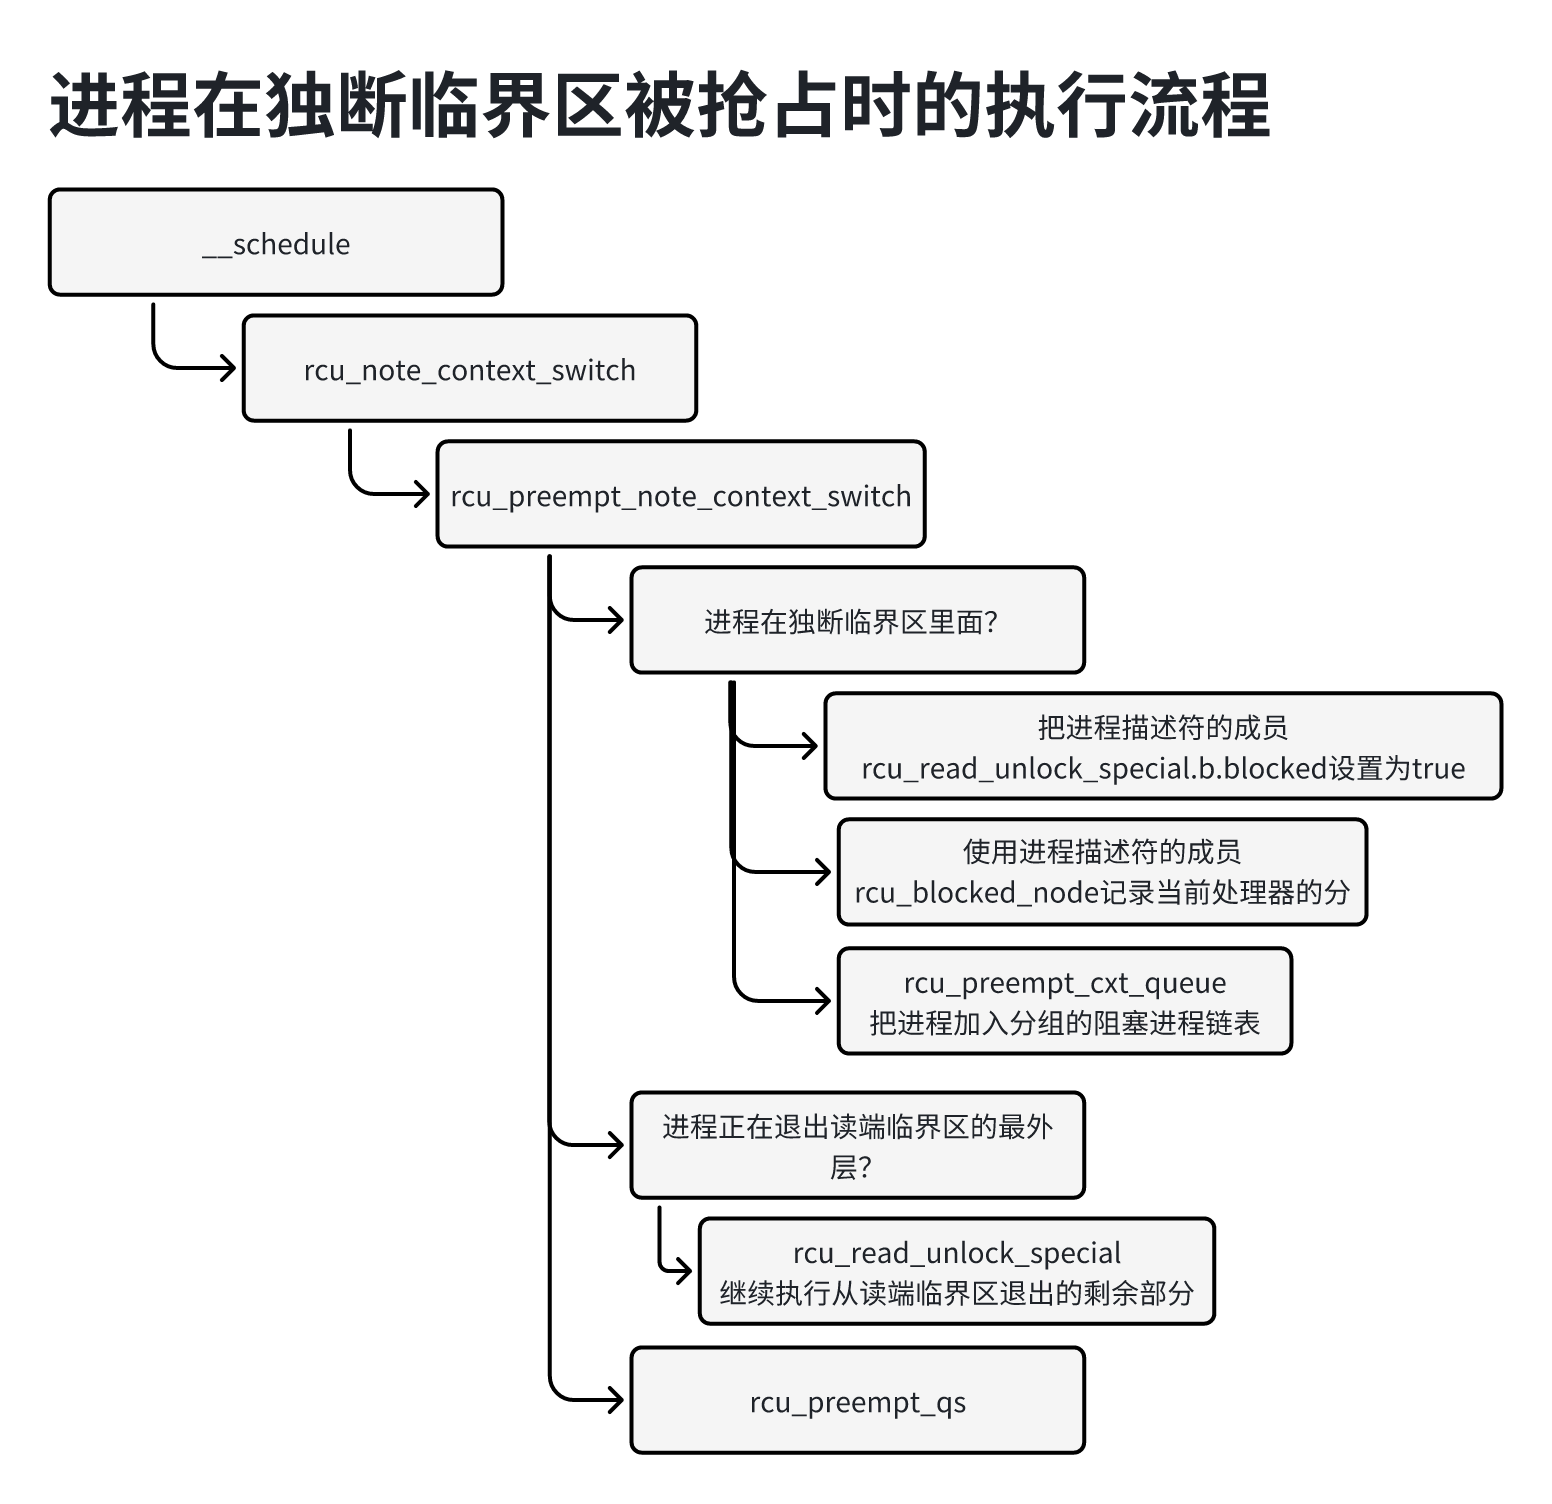 进程在独断临界区被抢占时的执行流程
__schedule
rcu_note_context_switch
rcu_preempt_note_context_switch
进程在独断临界区里面？
把进程描述符的成员
rcu_read_unlock_special.b.blocked设置为true
使用进程描述符的成员
rcu_blocked_node记录当前处理器的分
rcu_preempt_cxt_queue
把进程加入分组的阻塞进程链表
进程正在退出读端临界区的最外
层？
rcu_read_unlock_special
继续执行从读端临界区退出的剩余部分
rcu_preempt_qs